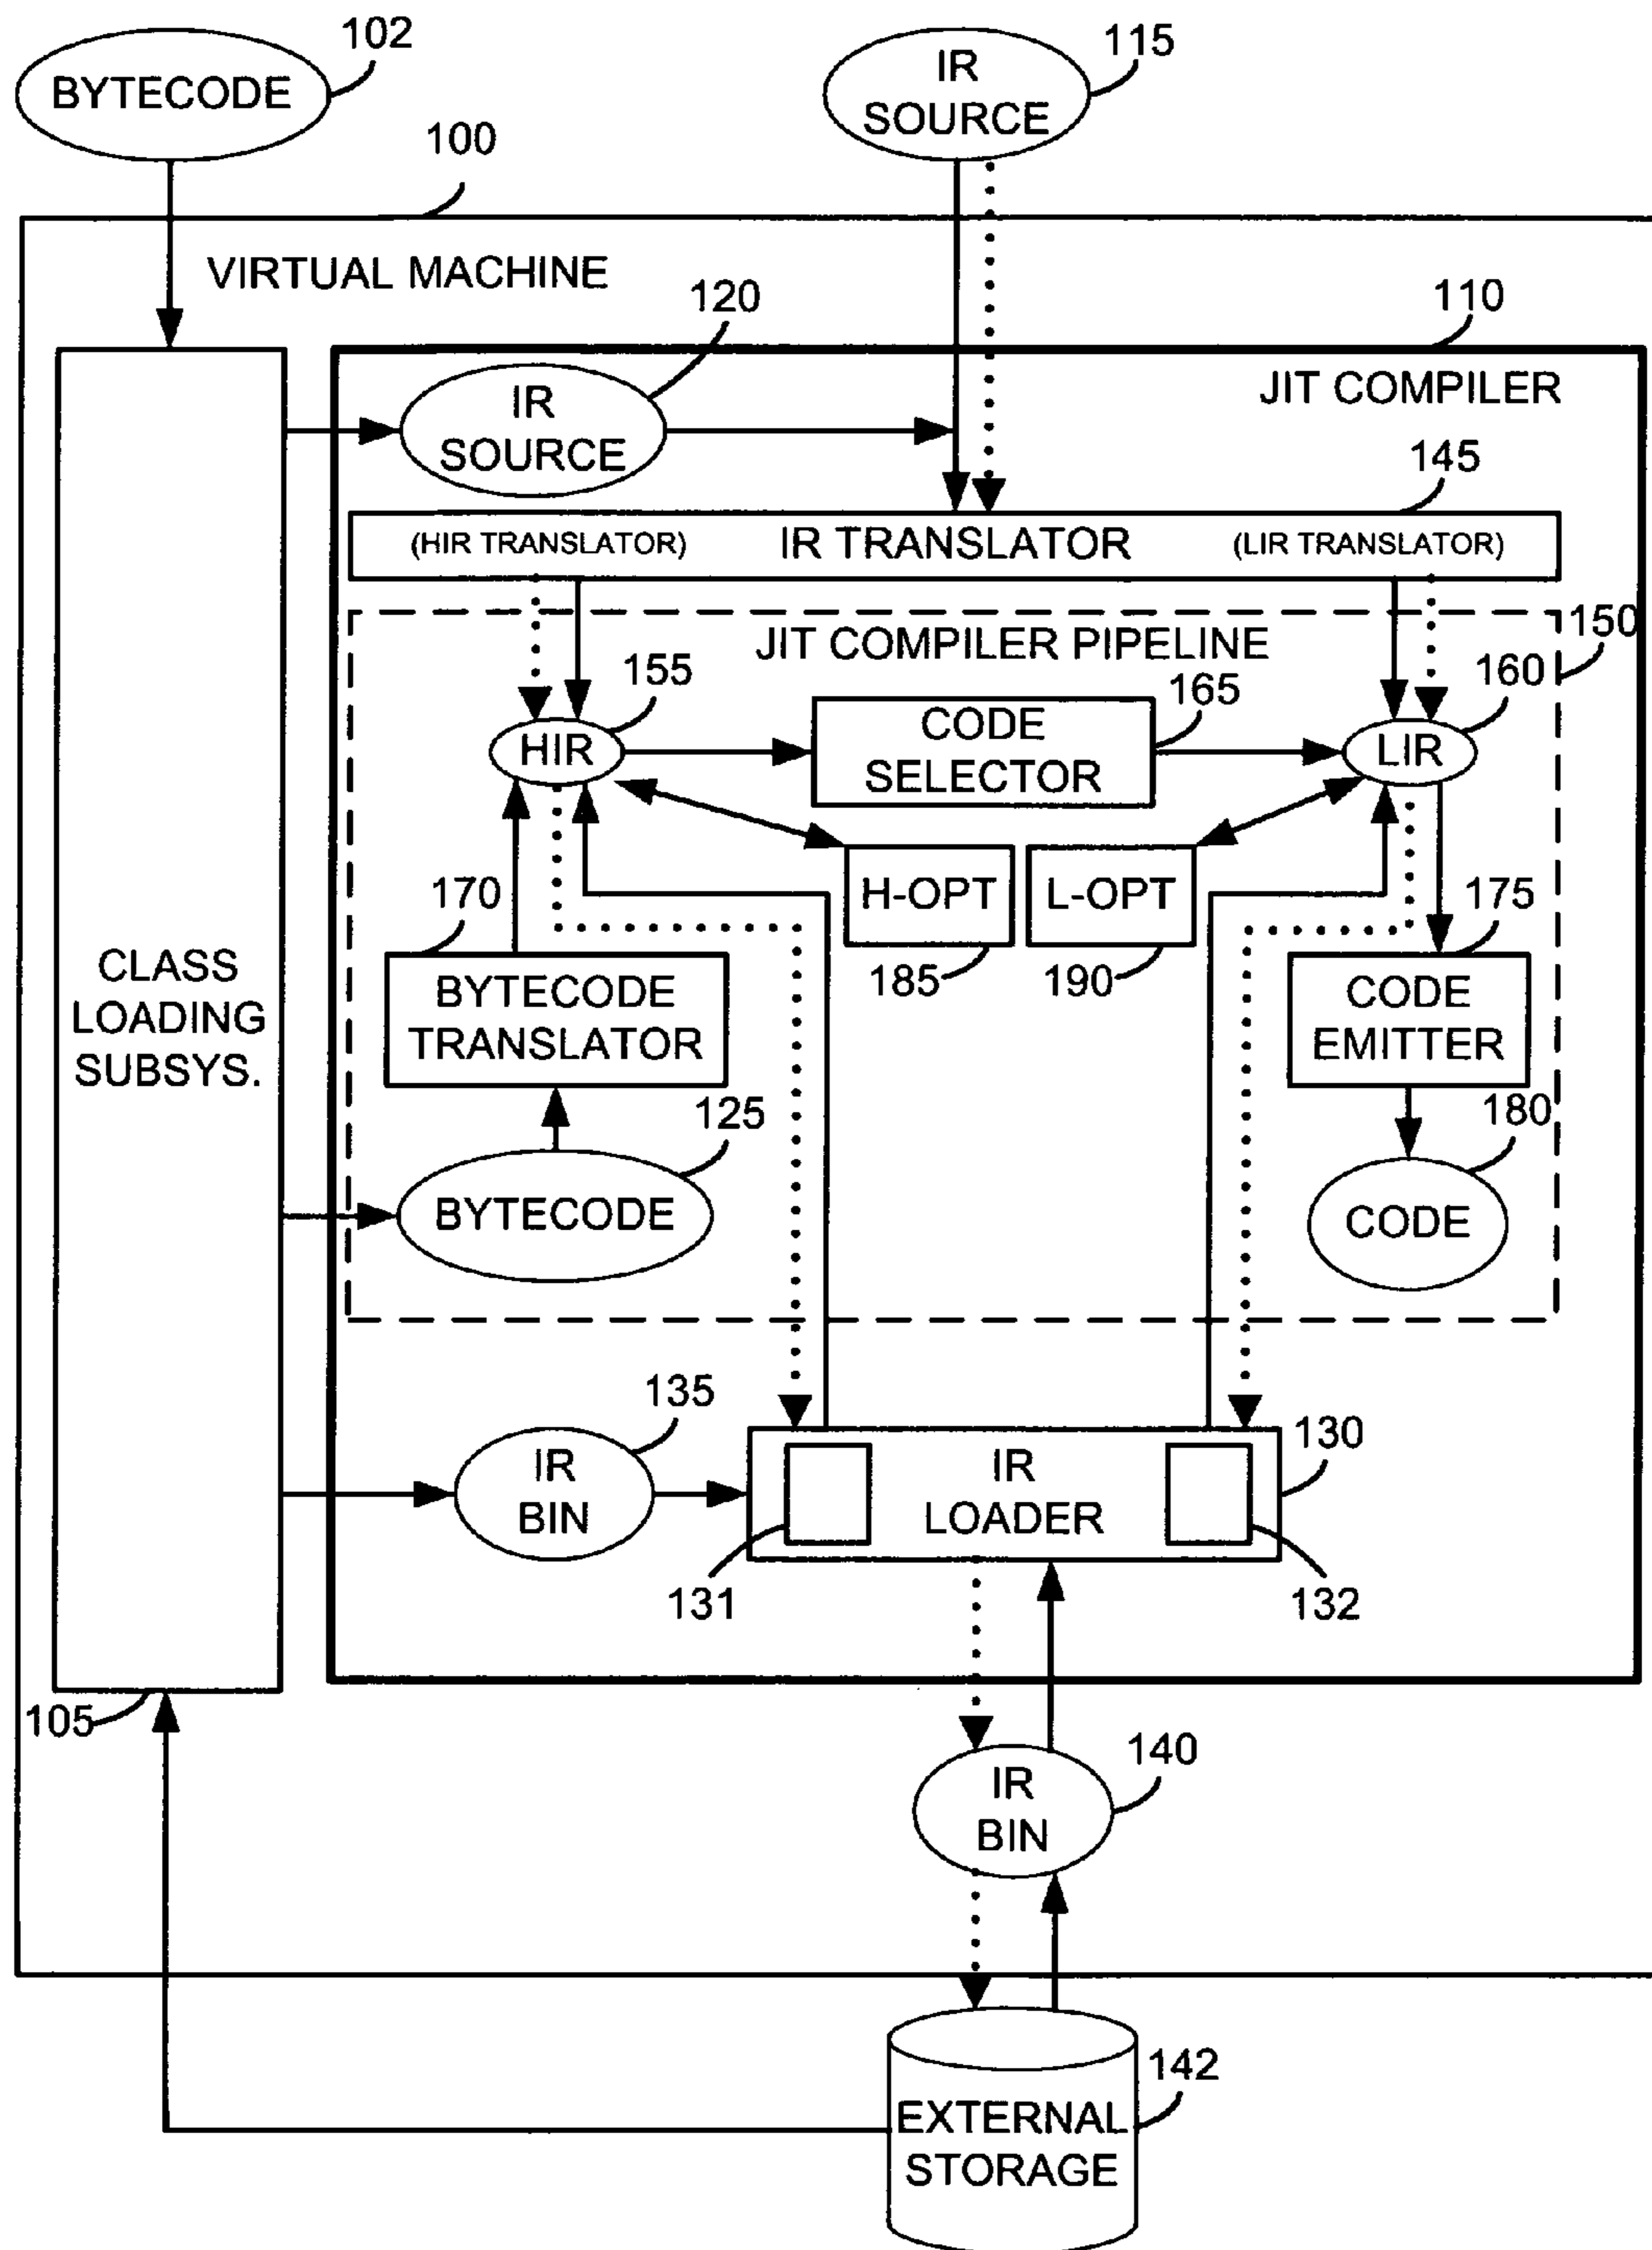 102
BYTECODE
115
IR
SOURCE
100
VIRTUAL MACHINE
120
110
IR
SOURCE
JIT COMPILER
145
(HIR TRANSLATOR)
IR TRANSLATOR
(LIR TRANSLATOR)
150
JIT COMPILER PIPELINE
155
165
160
HIR
CODE
SELECTOR
LIR
170
H-OPT
L-OPT
175
185
190
CLASS
LOADING
SUBSYS.
BYTECODE
TRANSLATOR
CODE
EMITTER
125
180
BYTECODE
CODE
135
130
IR
BIN
IR
LOADER
131
132
105
140
IR
BIN
142
EXTERNAL
STORAGE